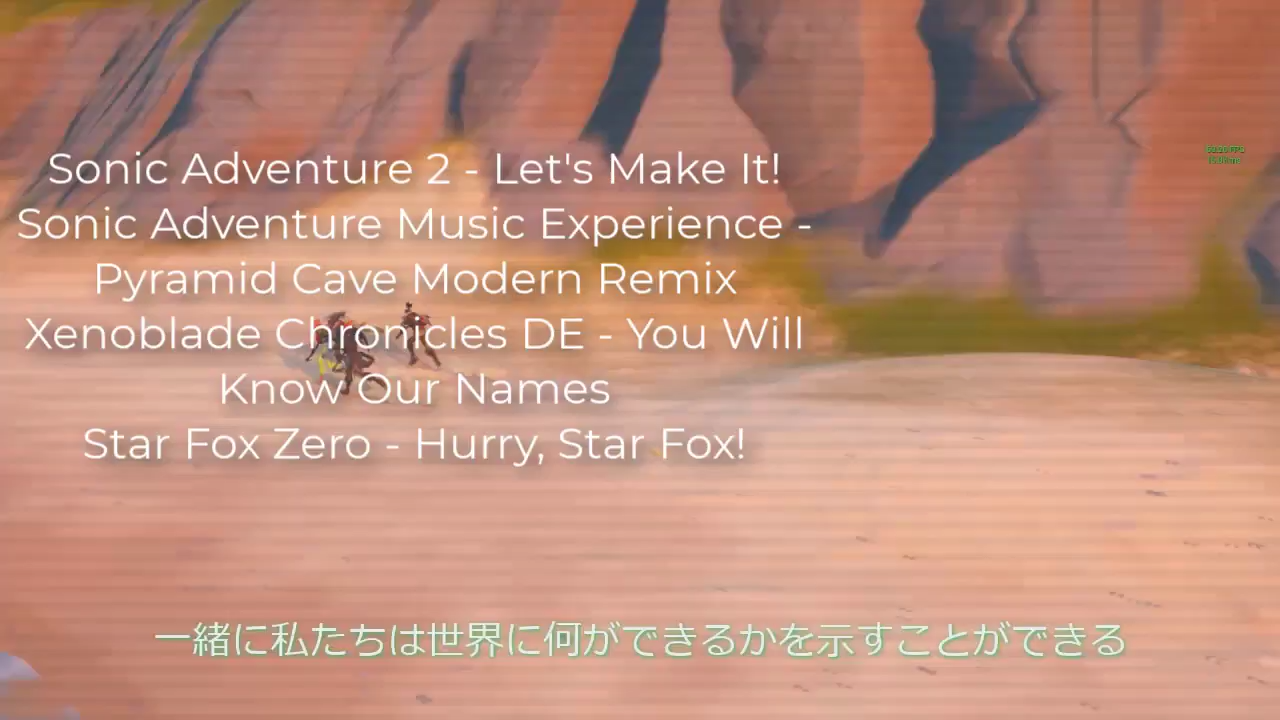 Sonic Adventure 2 - Let's Make It!
Sonic Adventure Music Experience -
Pyramid Cave Modern Remix
Xenoblade Chronicles DE - You Will
Know Our Names
Star Fox Zero - Hurry, Star Fox!
一緒に私たちは世界に何ができるかを示すことができる